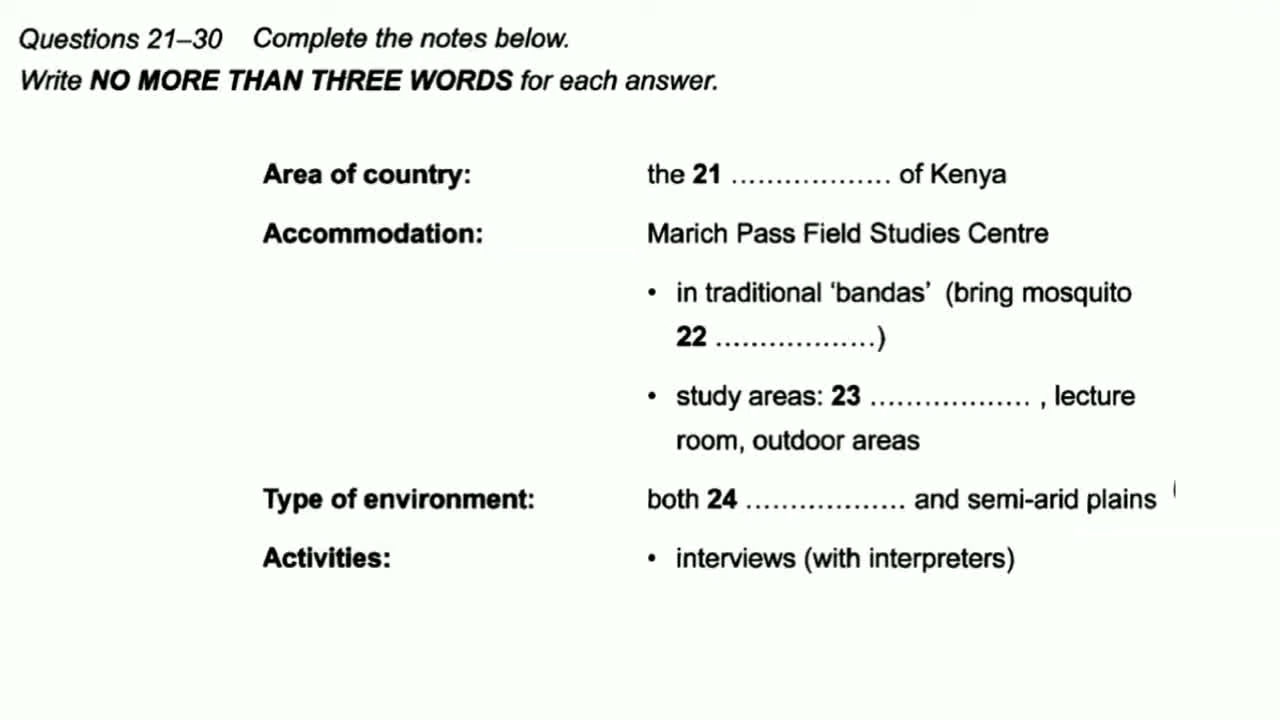 Questions 21–30 Complete the notes below.
Write NO MORE THAN THREE WORDS for each answer.
Area of country: the 21 .................. of Kenya
Accommodation: Marich Pass Field Studies Centre
• in traditional ‘bandas’ (bring mosquito
22 ..................)
• study areas: 23 .................. , lecture
room, outdoor areas
Type of environment: both 24 .................. and semi-arid plains
Activities: • interviews (with interpreters)